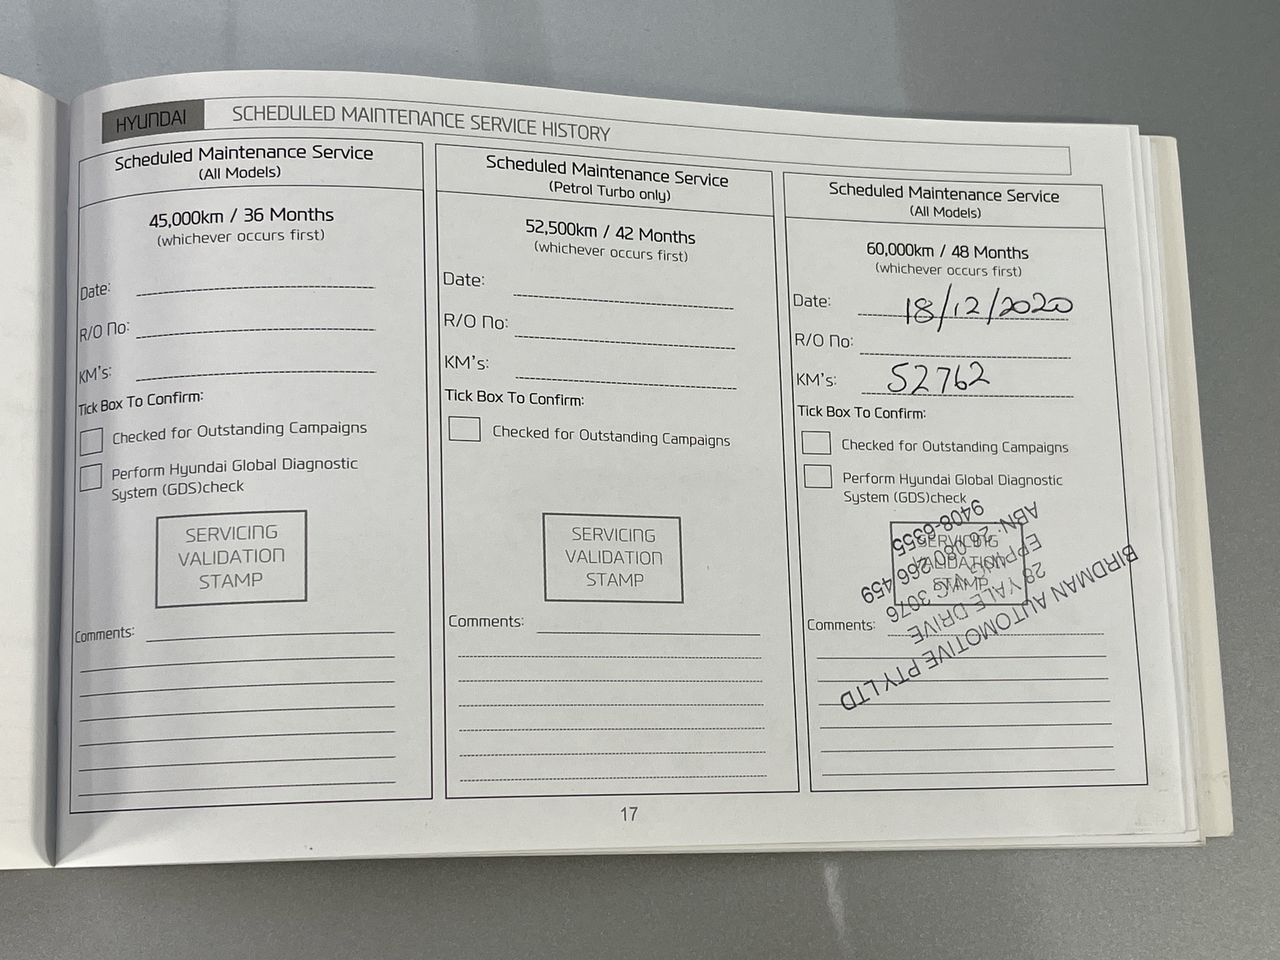 HYUNDAI SCHEDULED MAINTENANCE SERVICE HISTORY
Scheduled Maintenance Service
(All Models)
45,000km / 36 Months
(whichever occurs first)
Date:
R/O No:
KM's:
Tick Box To Confirm:
Checked for Outstanding Campaigns
Perform Hyundai Global Diagnostic
System (GDS)check
SERVICING
VALIDATION
STAMP
Comments:
Scheduled Maintenance Service
(Petrol Turbo only)
52,500km / 42 Months
(whichever occurs first)
Date:
R/O No:
KM's:
Tick Box To Confirm:
Checked for Outstanding Campaigns
SERVICING
VALIDATION
STAMP
Comments:
Scheduled Maintenance Service
(All Models)
60,000km / 48 Months
(whichever occurs first)
Date: 18/12/2020
R/O No:
KM's: 52762
Tick Box To Confirm:
Checked for Outstanding Campaigns
Perform Hyundai Global Diagnostic
System (GDS)check
SERVICING
VALIDATION
STAMP
BIRDMAN AUTOMOTIVE PTY LTD
28 YALE DRIVE
EPPING VIC 3076
ABN: 26 080 266 459
9408-6355
Comments:
17